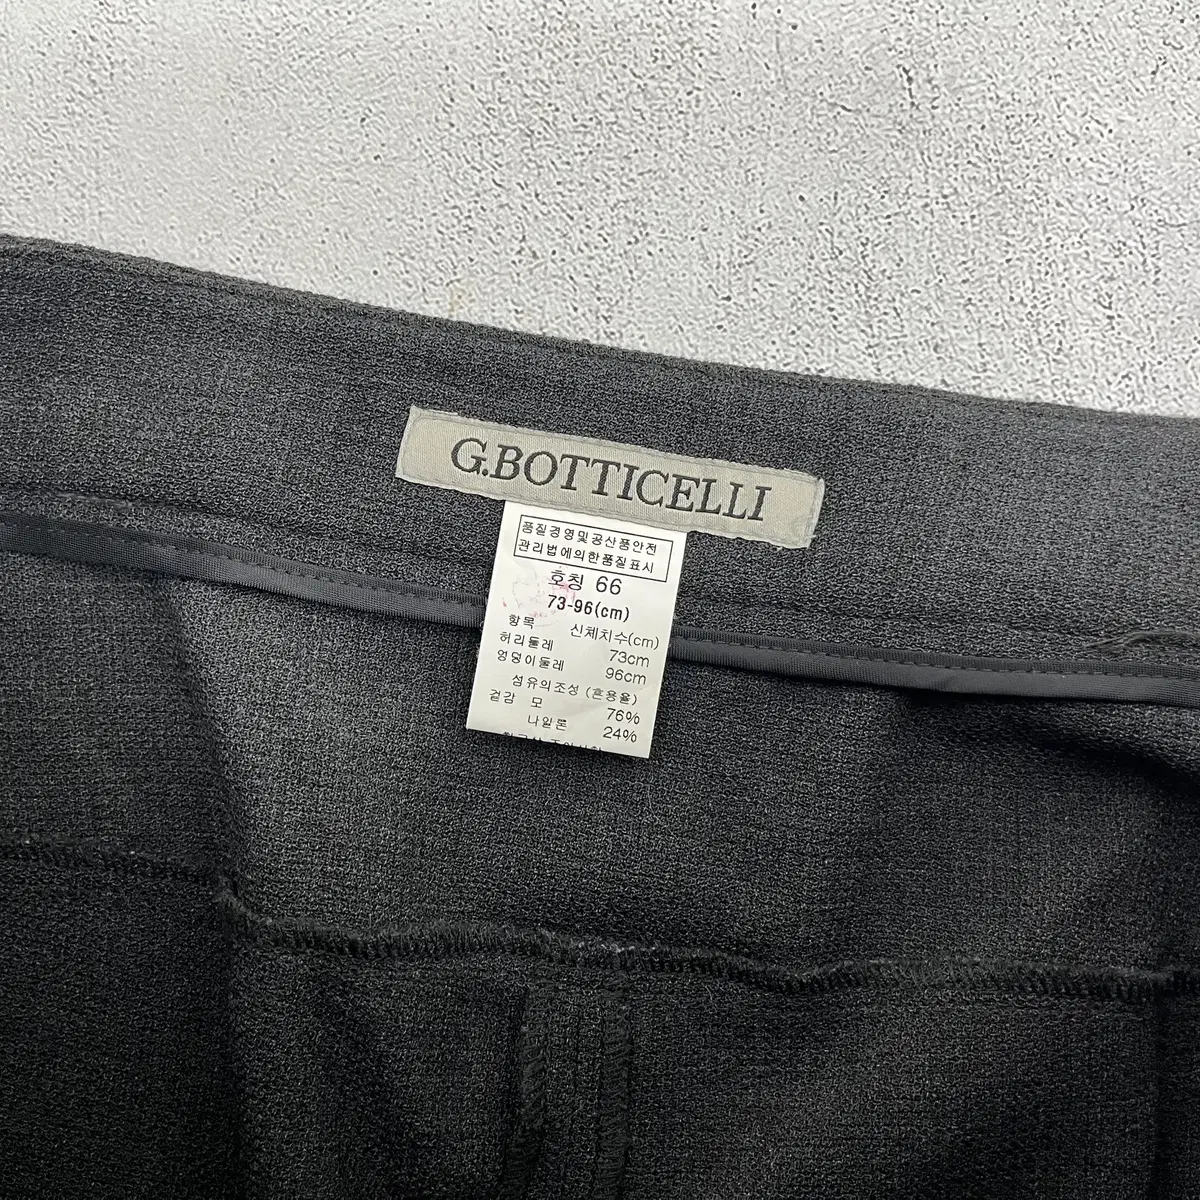 G.BOTTICELLI
품질경영및공산품안전
관리법에의한품질표시
호칭 66
73-96(cm)
항목 신체치수(cm)
허리둘레 73cm
엉덩이둘레 96cm
섬유의조성 (혼용율)
겉감 모 76%
나일론 24%